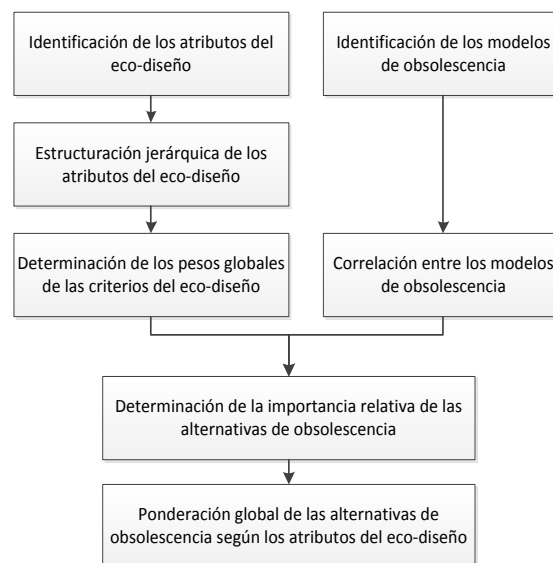 Identificación de los atributos del
eco-diseño
Identificación de los modelos
de obsolescencia
Estructuración jerárquica de los
atributos del eco-diseño
Determinación de los pesos globales
de las criterios del eco-diseño
Correlación entre los modelos
de obsolescencia
Determinación de la importancia relativa de las
alternativas de obsolescencia
Ponderación global de las alternativas de
obsolescencia según los atributos del eco-diseño